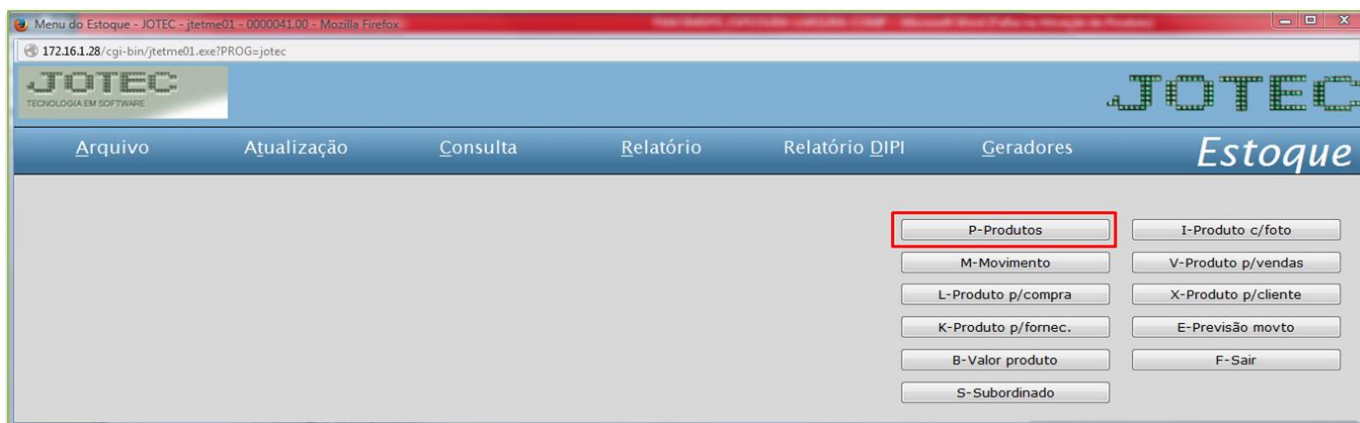 Menu do Estoque - JOTEC - jtetme01 - 0000041.00 - Mozilla Firefox
172.16.1.28/cgi-bin/jtetme01.exe?PROG=jotec
JOTEC
TECNOLOGIA EM SOFTWARE
JOTEC
Arquivo Atualização Consulta Relatório Relatório DIPI Geradores Estoque
P-Produtos I-Produto c/foto
M-Movimento V-Produto p/vendas
L-Produto p/compra X-Produto p/cliente
K-Produto p/fornec. E-Previsão movto
B-Valor produto F-Sair
S-Subordinado